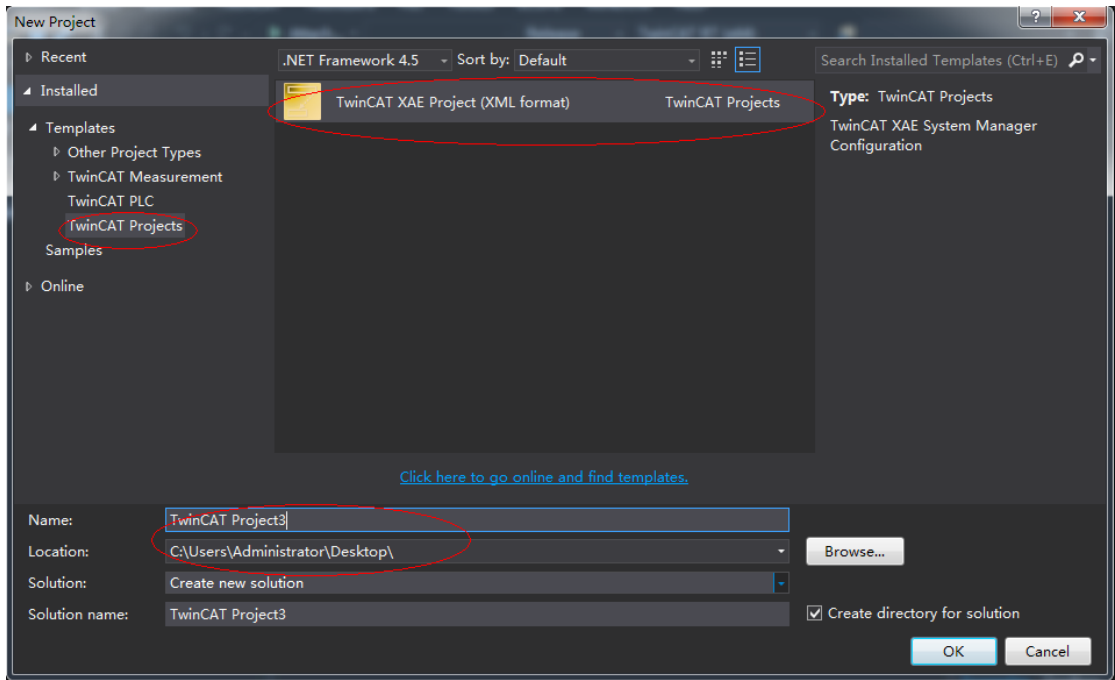 New Project
?
x
Recent
.NET Framework 4.5
Sort by: Default
Search Installed Templates (Ctrl+E)
Installed
Templates
Other Project Types
TwinCAT Measurement
TwinCAT PLC
TwinCAT Projects
Samples
Online
TwinCAT XAE Project (XML format)
TwinCAT Projects
Type: TwinCAT Projects
TwinCAT XAE System Manager
Configuration
Click here to go online and find templates.
Name:
TwinCAT Project3
Location:
C:\Users\Administrator\Desktop\
Browse...
Solution:
Create new solution
Solution name:
TwinCAT Project3
Create directory for solution
OK
Cancel